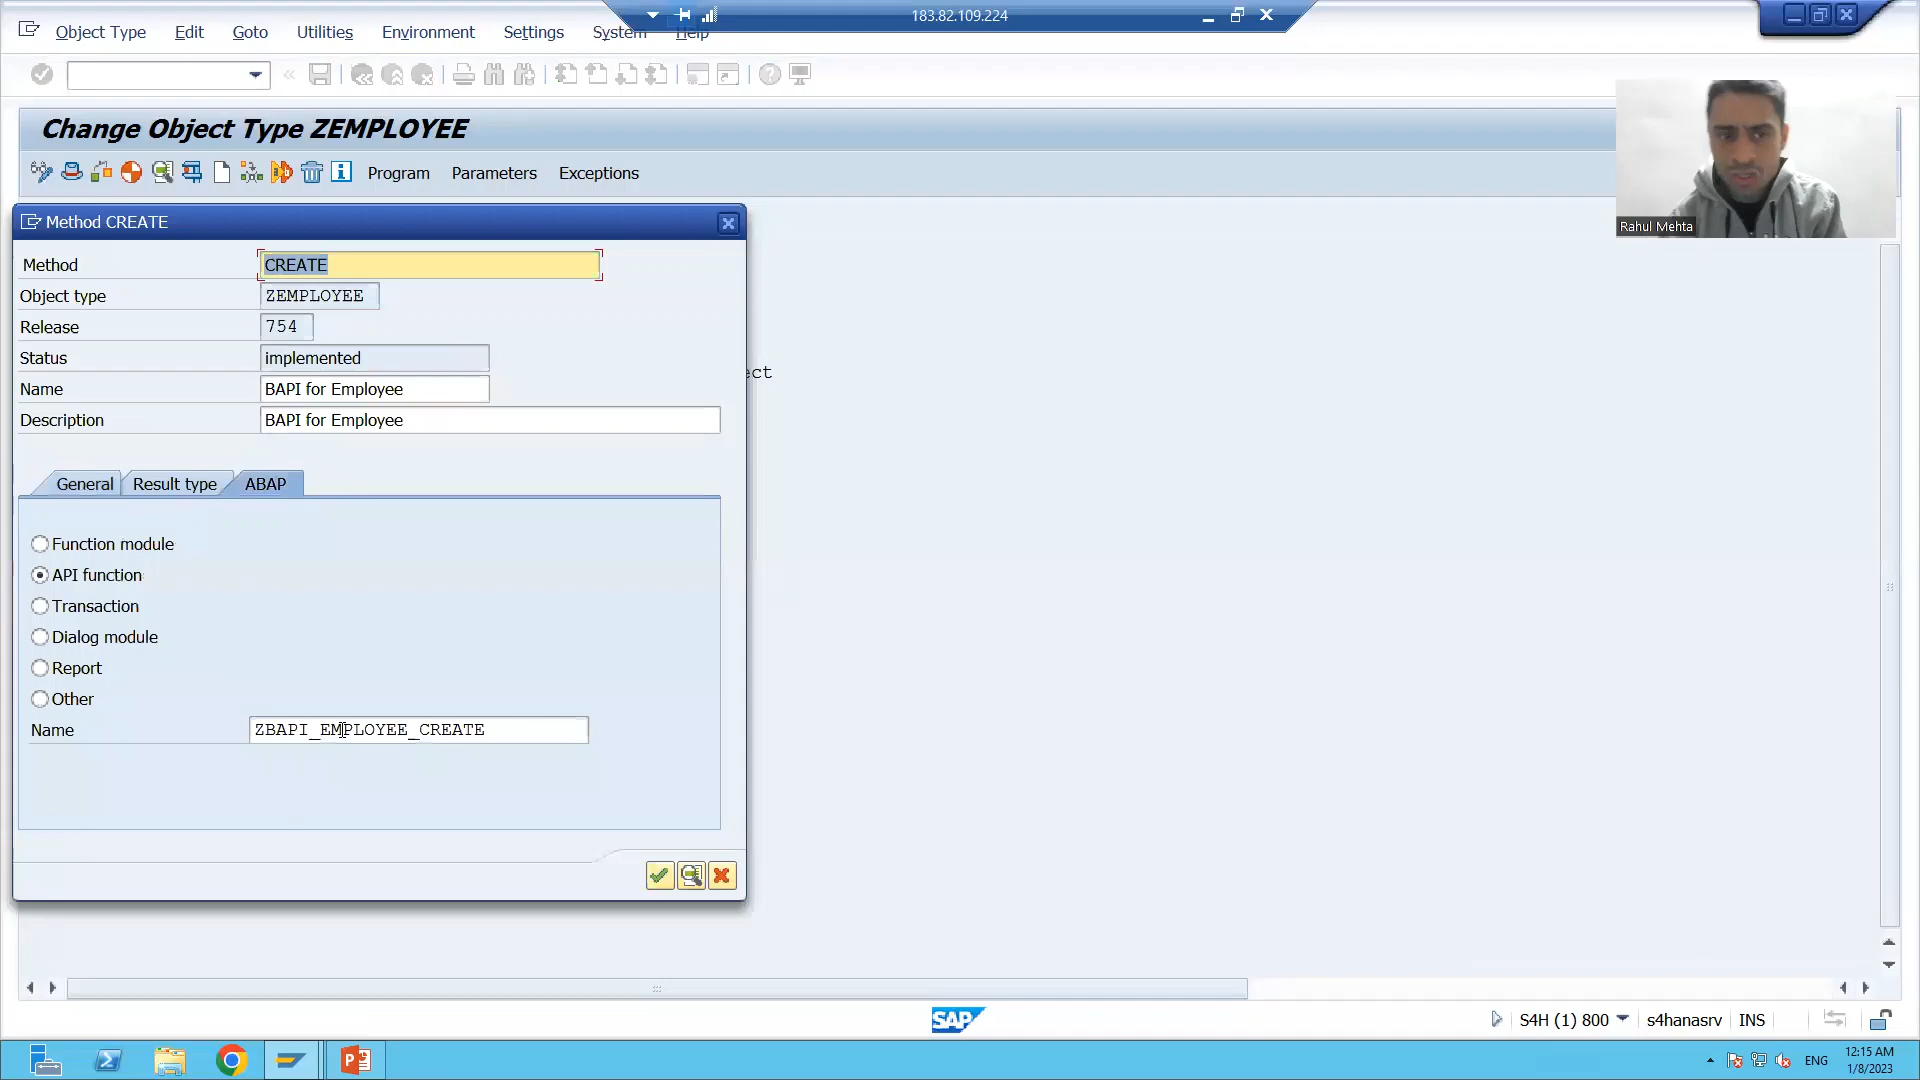 183.82.109.224
Object Type Edit Goto Utilities Environment Settings System Help
Change Object Type ZEMPLOYEE
Program Parameters Exceptions
Rahul Mehta
Method CREATE
Method CREATE
Object type ZEMPLOYEE
Release 754
Status implemented
ect
Name BAPI for Employee
Description BAPI for Employee
General Result type ABAP
Function module
API function
Transaction
Dialog module
Report
Other
Name ZBAPI_EMPLOYEE_CREATE
SAP S4H (1) 800 s4hanasrv INS
ENG 12:15 AM
1/8/2023